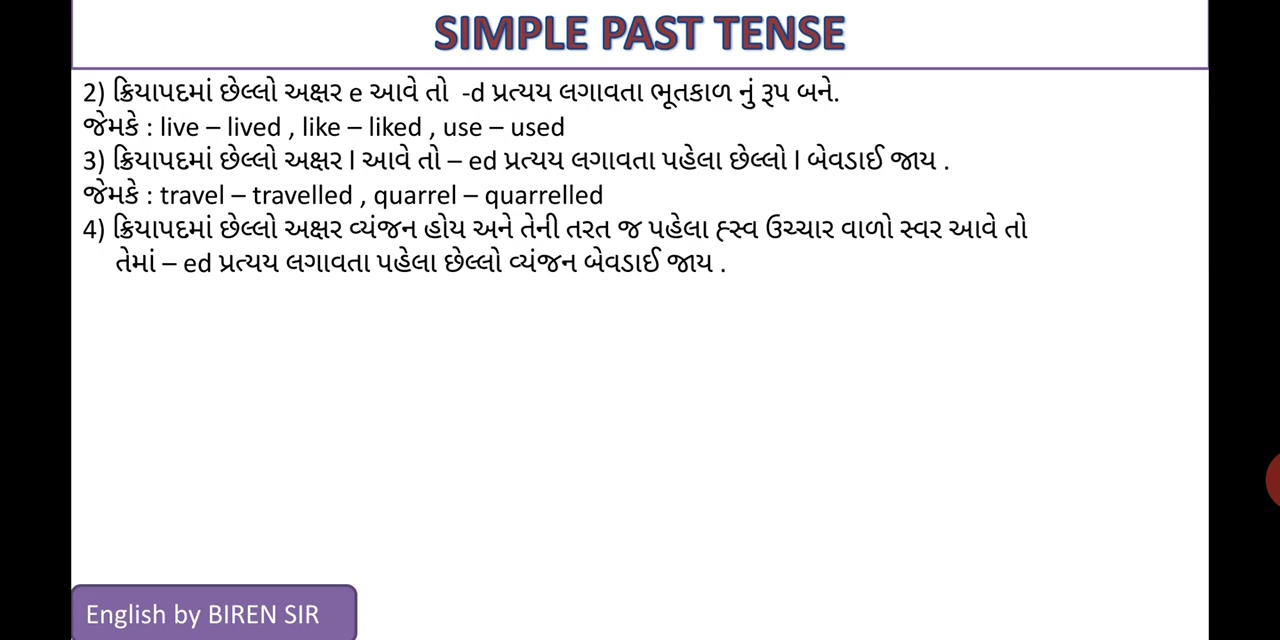 SIMPLE PAST TENSE
2) ક્રિયાપદમાં છેલ્લો અક્ષર e આવે તો -d પ્રત્યય લગાવતા ભૂતકાળ નું રૂપ બને.
જેમકે : live – lived , like – liked , use – used
3) ક્રિયાપદમાં છેલ્લો અક્ષર l આવે તો – ed પ્રત્યય લગાવતા પહેલા છેલ્લો l બેવડાઈ જાય .
જેમકે : travel – travelled , quarrel – quarrelled
4) ક્રિયાપદમાં છેલ્લો અક્ષર વ્યંજન હોય અને તેની તરત જ પહેલા હ્સ્વ ઉચ્ચાર વાળો સ્વર આવે તો
તેમાં – ed પ્રત્યય લગાવતા પહેલા છેલ્લો વ્યંજન બેવડાઈ જાય .
English by BIREN SIR